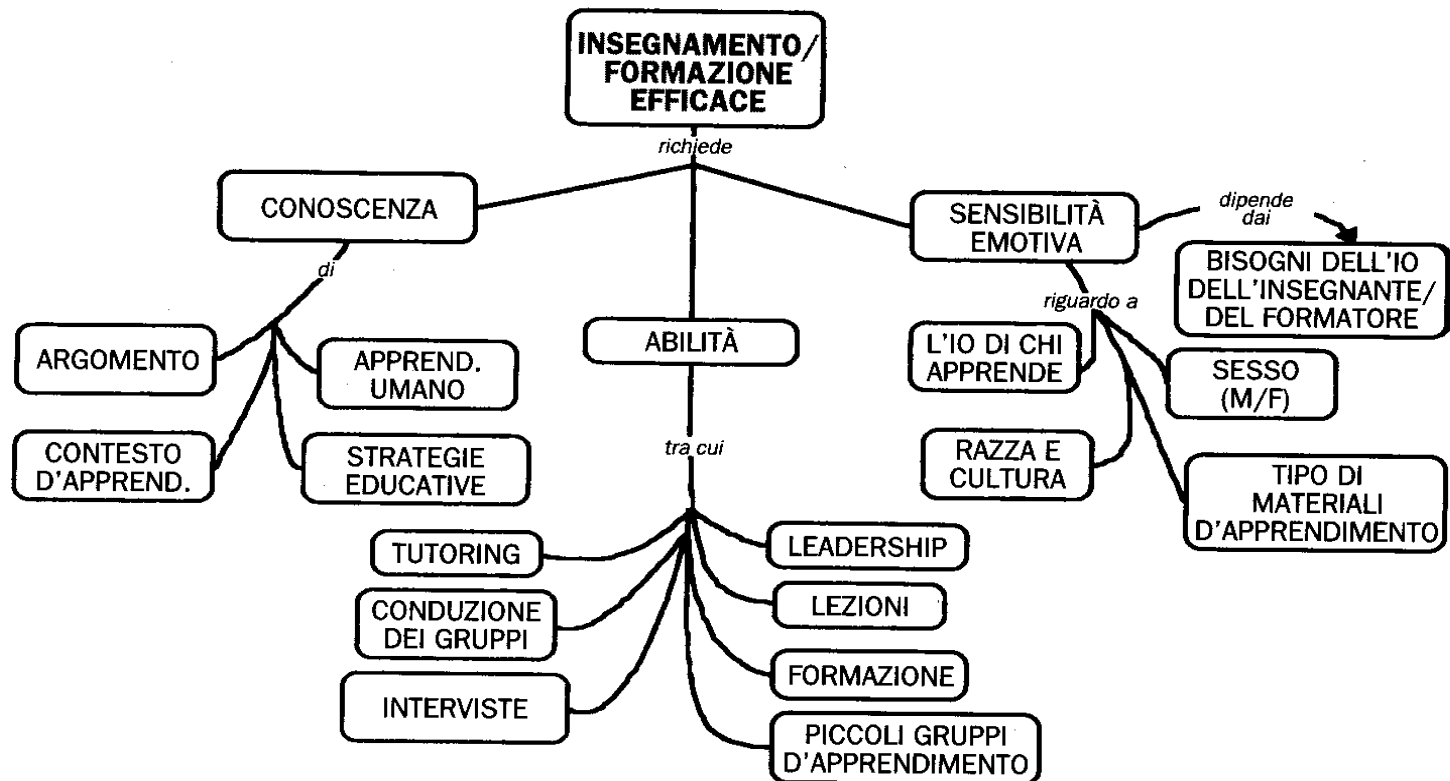 INSEGNAMENTO/
FORMAZIONE
EFFICACE
richiede
CONOSCENZA
SENSIBILITÀ
EMOTIVA
dipende
dai
BISOGNI DELL'IO
DELL'INSEGNANTE/
DEL FORMATORE
di
riguardo a
ARGOMENTO
APPREND.
UMANO
ABILITÀ
L'IO DI CHI
APPRENDE
SESSO
(M/F)
CONTESTO
D'APPREND.
STRATEGIE
EDUCATIVE
tra cui
RAZZA E
CULTURA
TIPO DI
MATERIALI
D'APPRENDIMENTO
TUTORING
LEADERSHIP
CONDUZIONE
DEI GRUPPI
LEZIONI
INTERVISTE
FORMAZIONE
PICCOLI GRUPPI
D'APPRENDIMENTO